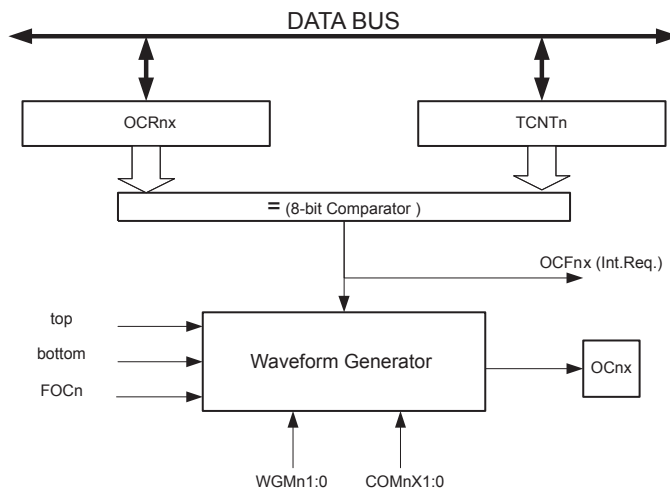 DATA BUS
OCRnx
TCNTn
= (8-bit Comparator )
OCFnx (Int.Req.)
top
bottom
FOCn
Waveform Generator
OCnx
WGMn1:0
COMnX1:0